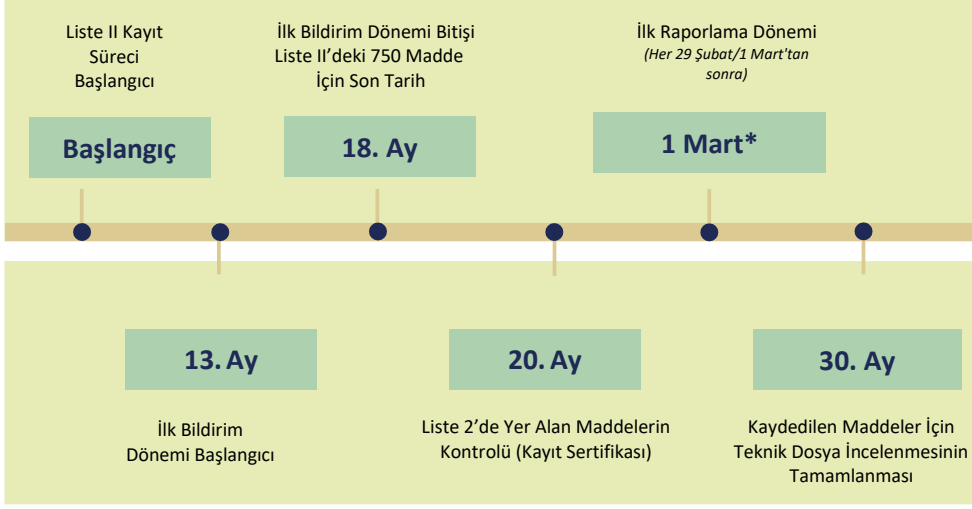 Liste II Kayıt
Süreci
Başlangıcı
Başlangıç
İlk Bildirim Dönemi Bitişi
Liste II'deki 750 Madde
İçin Son Tarih
18. Ay
İlk Raporlama Dönemi
(Her 29 Şubat/1 Mart'tan
sonra)
1 Mart*
13. Ay
İlk Bildirim
Dönemi Başlangıcı
20. Ay
Liste 2'de Yer Alan Maddelerin
Kontrolü (Kayıt Sertifikası)
30. Ay
Kaydedilen Maddeler İçin
Teknik Dosya İncelenmesinin
Tamamlanması